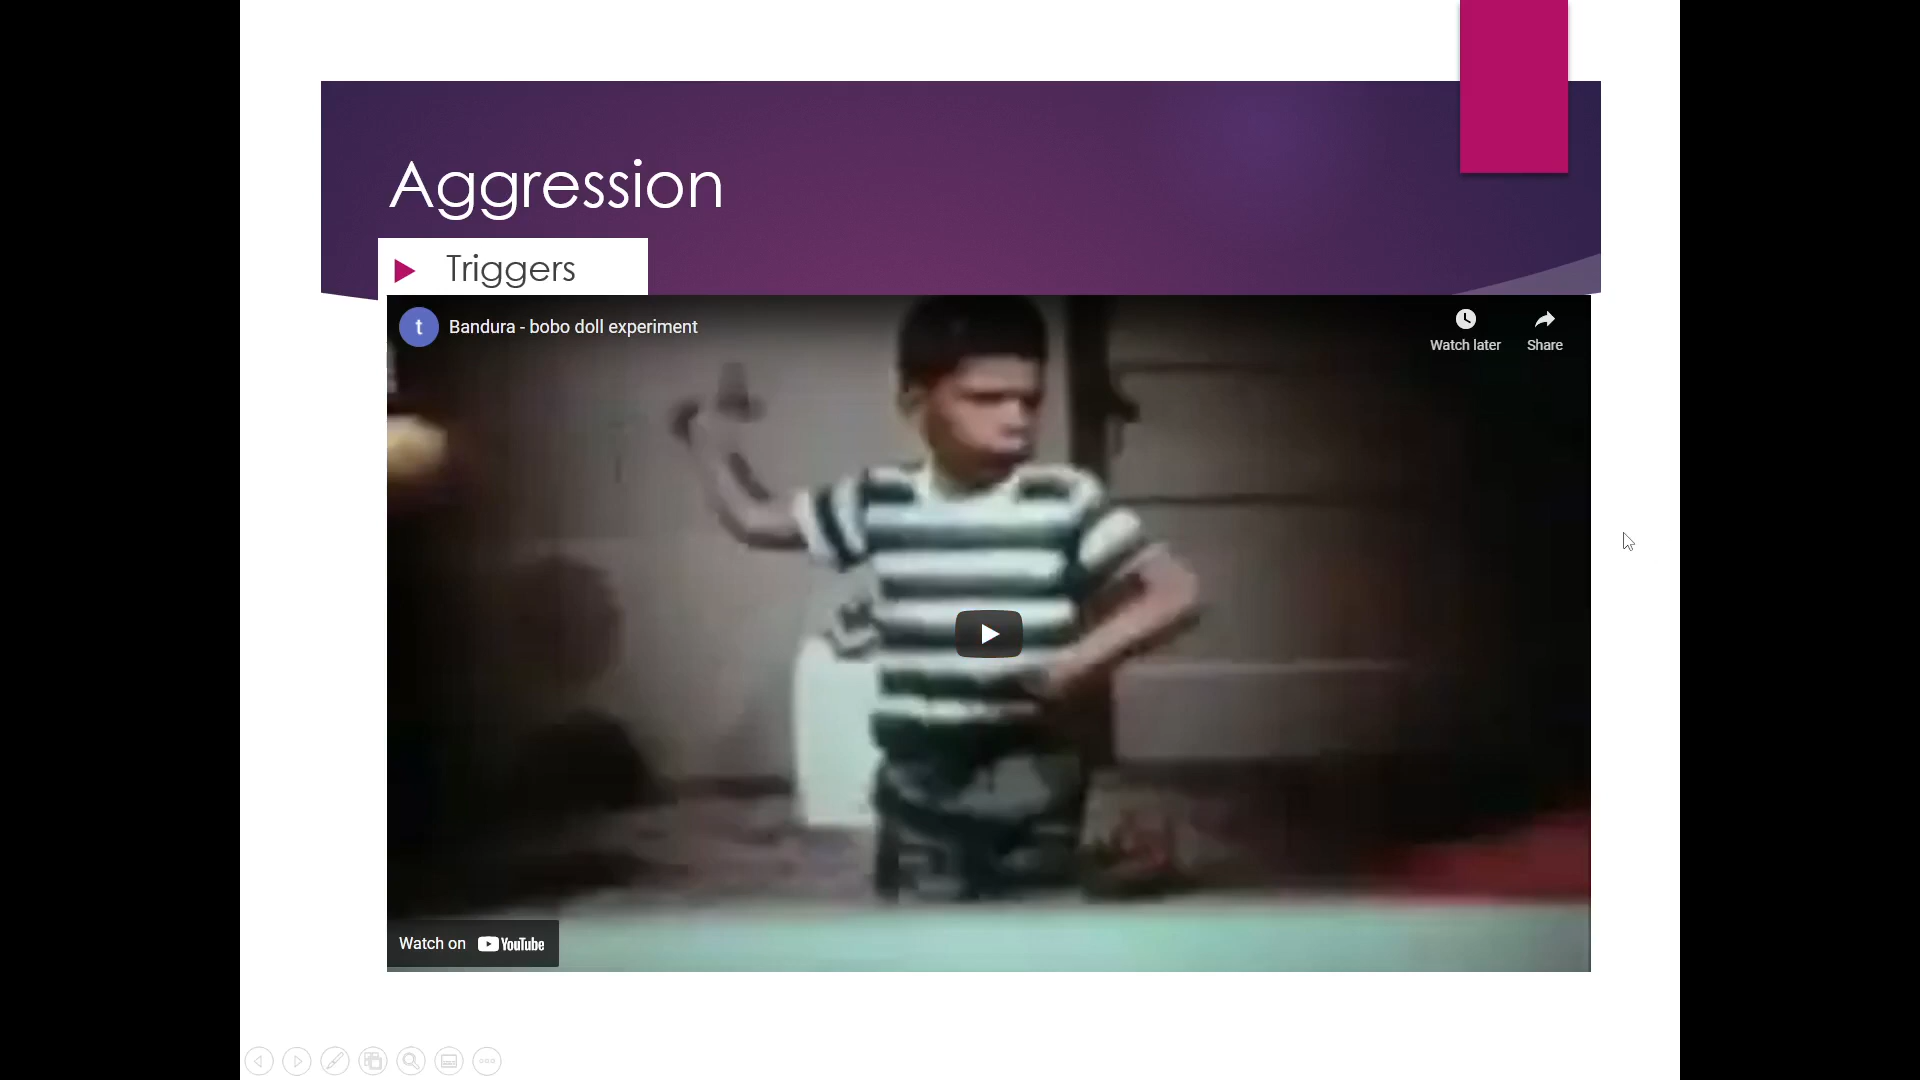 Aggression
Triggers
t
Bandura - bobo doll experiment
Watch later
Share
Watch on YouTube